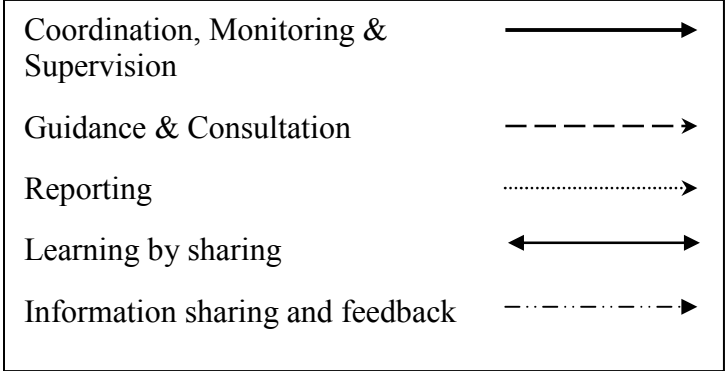 Coordination, Monitoring &
Supervision
Guidance & Consultation
Reporting
Learning by sharing
Information sharing and feedback